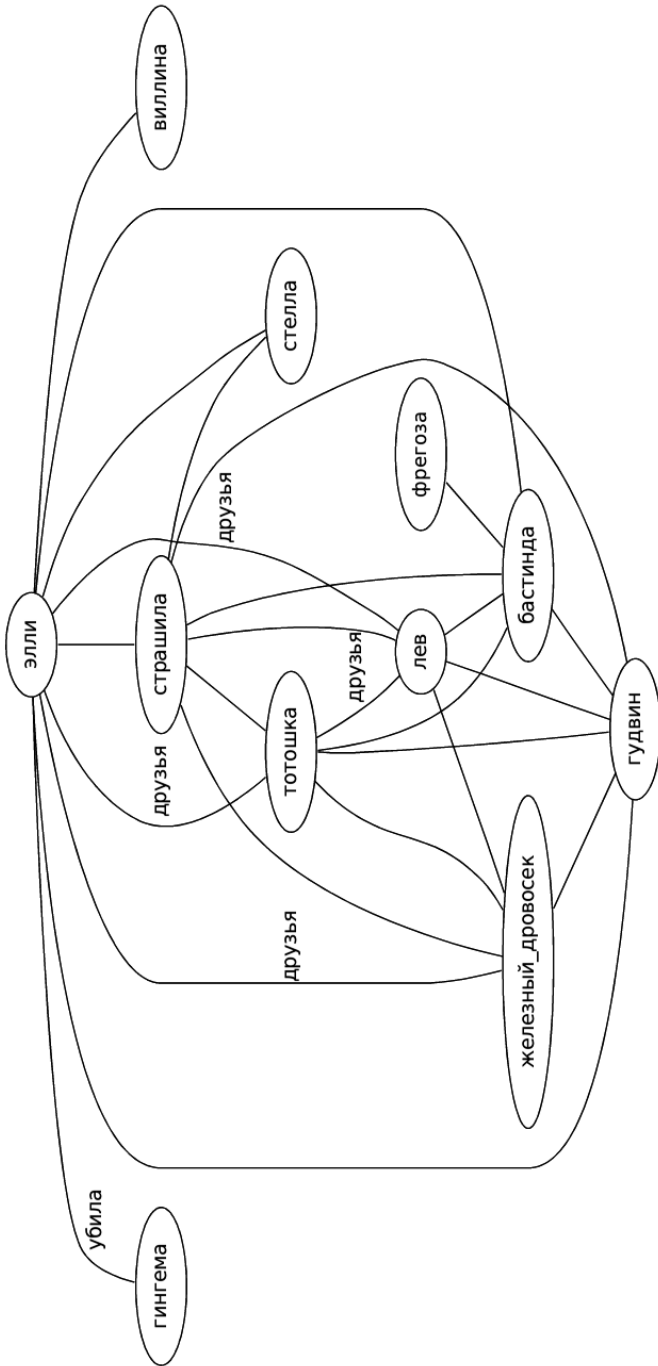 элли
убила
гингема
виллина
друзья
страшила
друзья
друзья
тотошка
стелла
друзья
лев
фрегоза
железный_дровосек
бастинда
гудвин